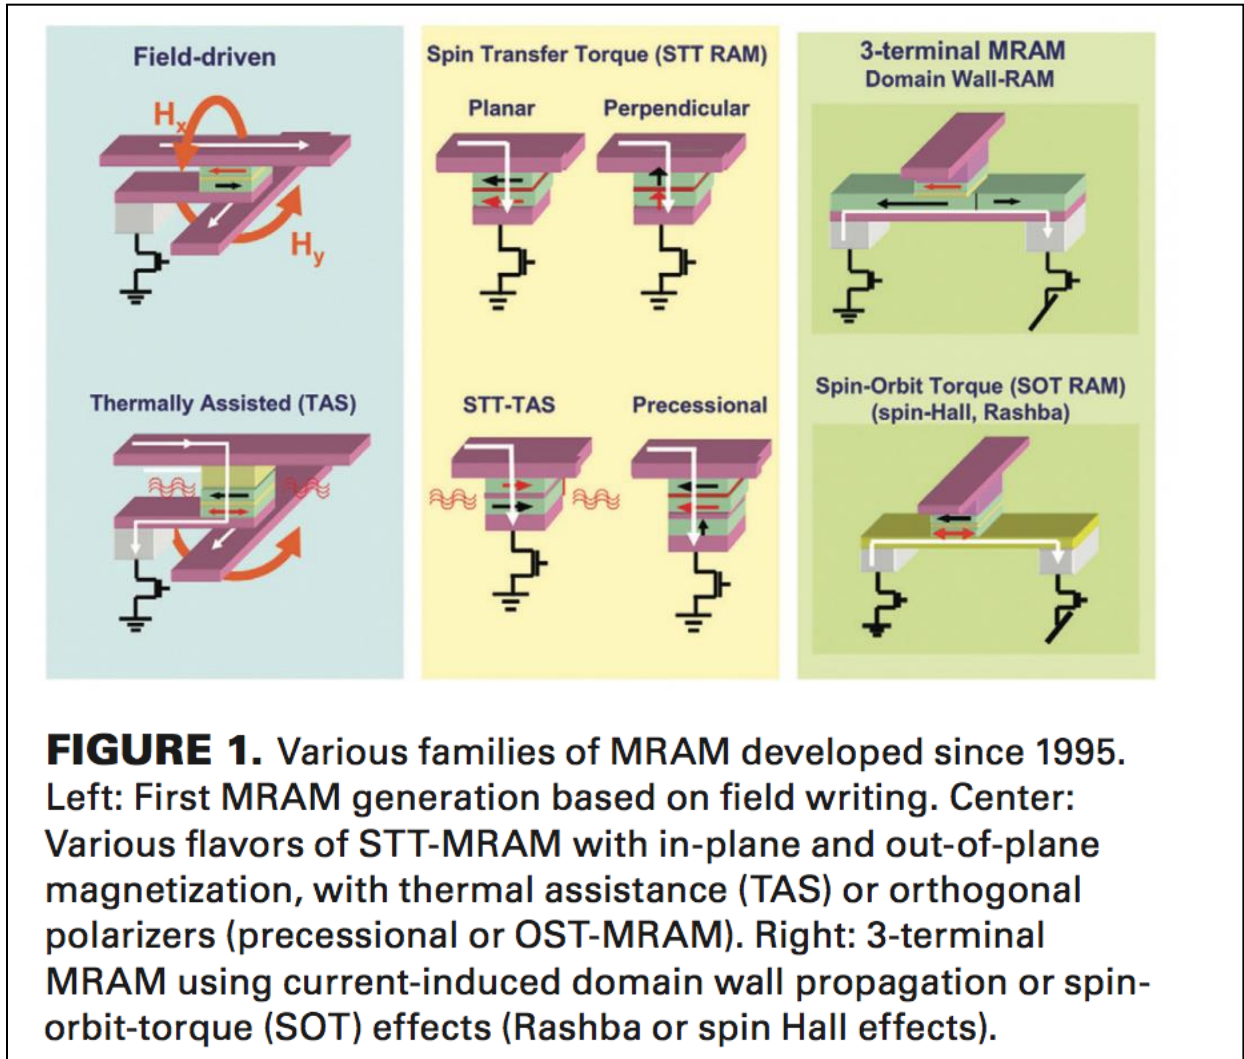 Field-driven
Hx
Hy
Thermally Assisted (TAS)
Spin Transfer Torque (STT RAM)
Planar
Perpendicular
STT-TAS
Precessional
3-terminal MRAM
Domain Wall-RAM
Spin-Orbit Torque (SOT RAM)
(spin-Hall, Rashba)
FIGURE 1. Various families of MRAM developed since 1995.
Left: First MRAM generation based on field writing. Center:
Various flavors of STT-MRAM with in-plane and out-of-plane
magnetization, with thermal assistance (TAS) or orthogonal
polarizers (precessional or OST-MRAM). Right: 3-terminal
MRAM using current-induced domain wall propagation or spin-
orbit-torque (SOT) effects (Rashba or spin Hall effects).